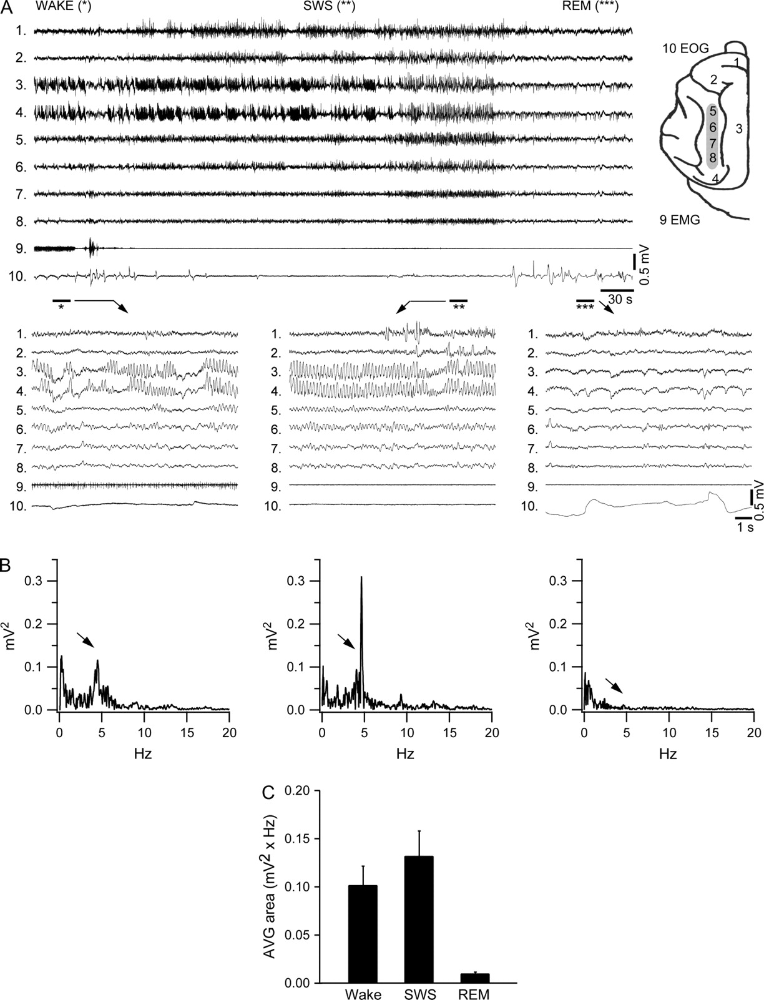 A WAKE (*) SWS (**) REM (***)
1.
2.
3.
4.
5.
6.
7.
8.
9.
10.
0.5 mV
30 s
10 EOG
1
2
3
5
6
7
8
4
9 EMG
* ** ***
1. 1. 1.
2. 2. 2.
3. 3. 3.
4. 4. 4.
5. 5. 5.
6. 6. 6.
7. 7. 7.
8. 8. 8.
9. 9. 9.
10. 10. 10.
0.5 mV
1 s
B
mV2 mV2 mV2
0.3 0.3 0.3
0.2 0.2 0.2
0.1 0.1 0.1
0.0 0.0 0.0
0 5 10 15 20 0 5 10 15 20 0 5 10 15 20
Hz Hz Hz
C
AVG area (mV2 x Hz)
0.20
0.15
0.10
0.05
0.00
Wake SWS REM